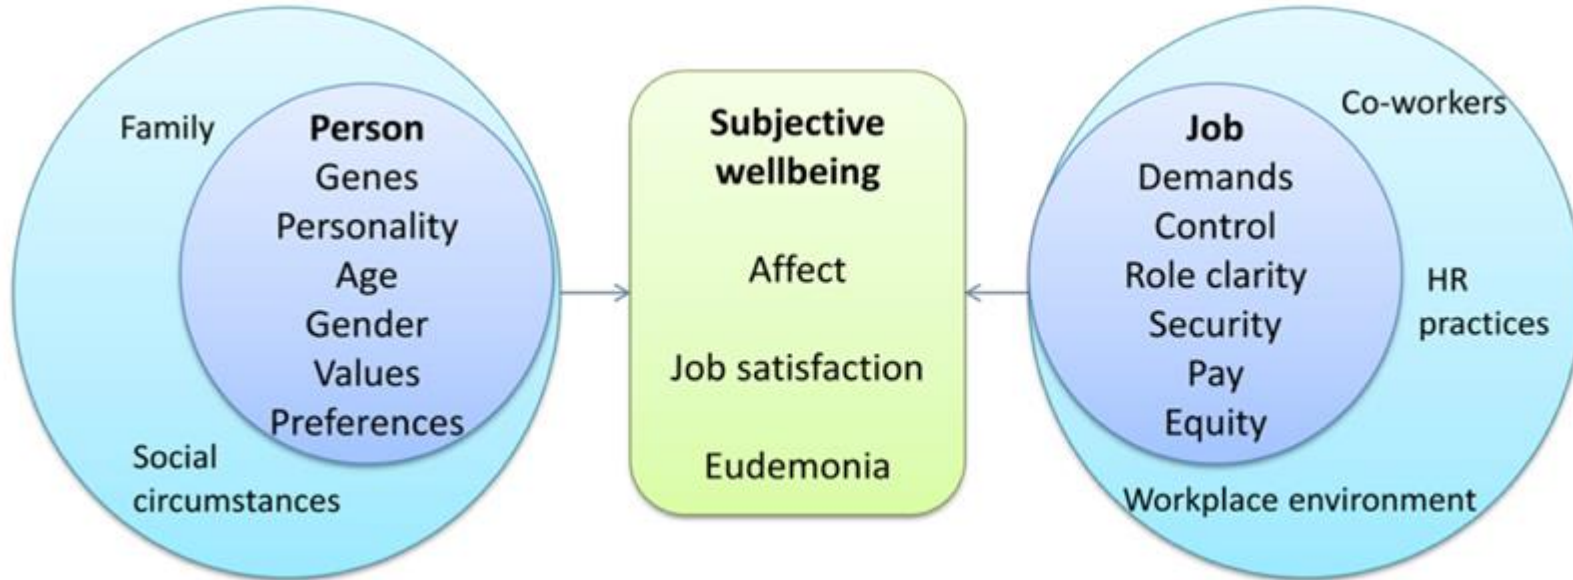 Family
Person
Genes
Personality
Age
Gender
Values
Preferences
Social
circumstances
Subjective
wellbeing
Affect
Job satisfaction
Eudemonia
Job
Demands
Control
Role clarity
Security
Pay
Equity
Co-workers
HR
practices
Workplace environment